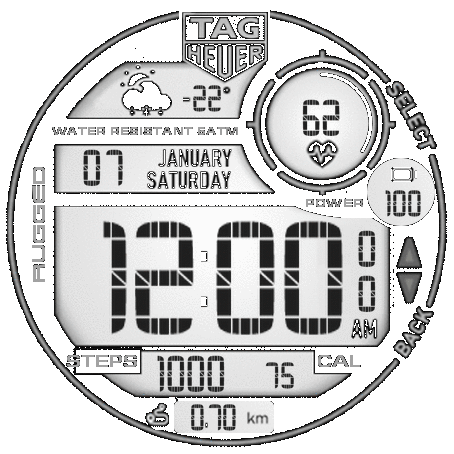 TAG
HEUER
-22°
62
WATER RESISTANT 5ATM
SELECT
07 JANUARY
SATURDAY
POWER
100
RUGGED
12:00
00
AM
BACK
STEPS 1000 75 CAL
0.70 km